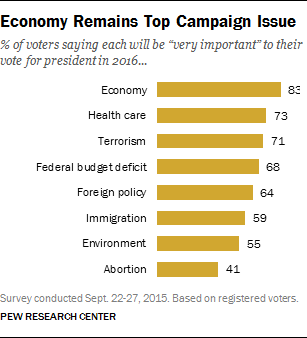 Economy Remains Top Campaign Issue
% of voters saying each will be “very important” to their
vote for president in 2016...
Economy 83
Health care 73
Terrorism 71
Federal budget deficit 68
Foreign policy 64
Immigration 59
Environment 55
Abortion 41
Survey conducted Sept. 22-27, 2015. Based on registered voters.
PEW RESEARCH CENTER